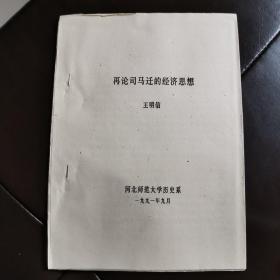 再论司马迁的经济思想
王明信
河北师范大学历史系
一九九一年九月